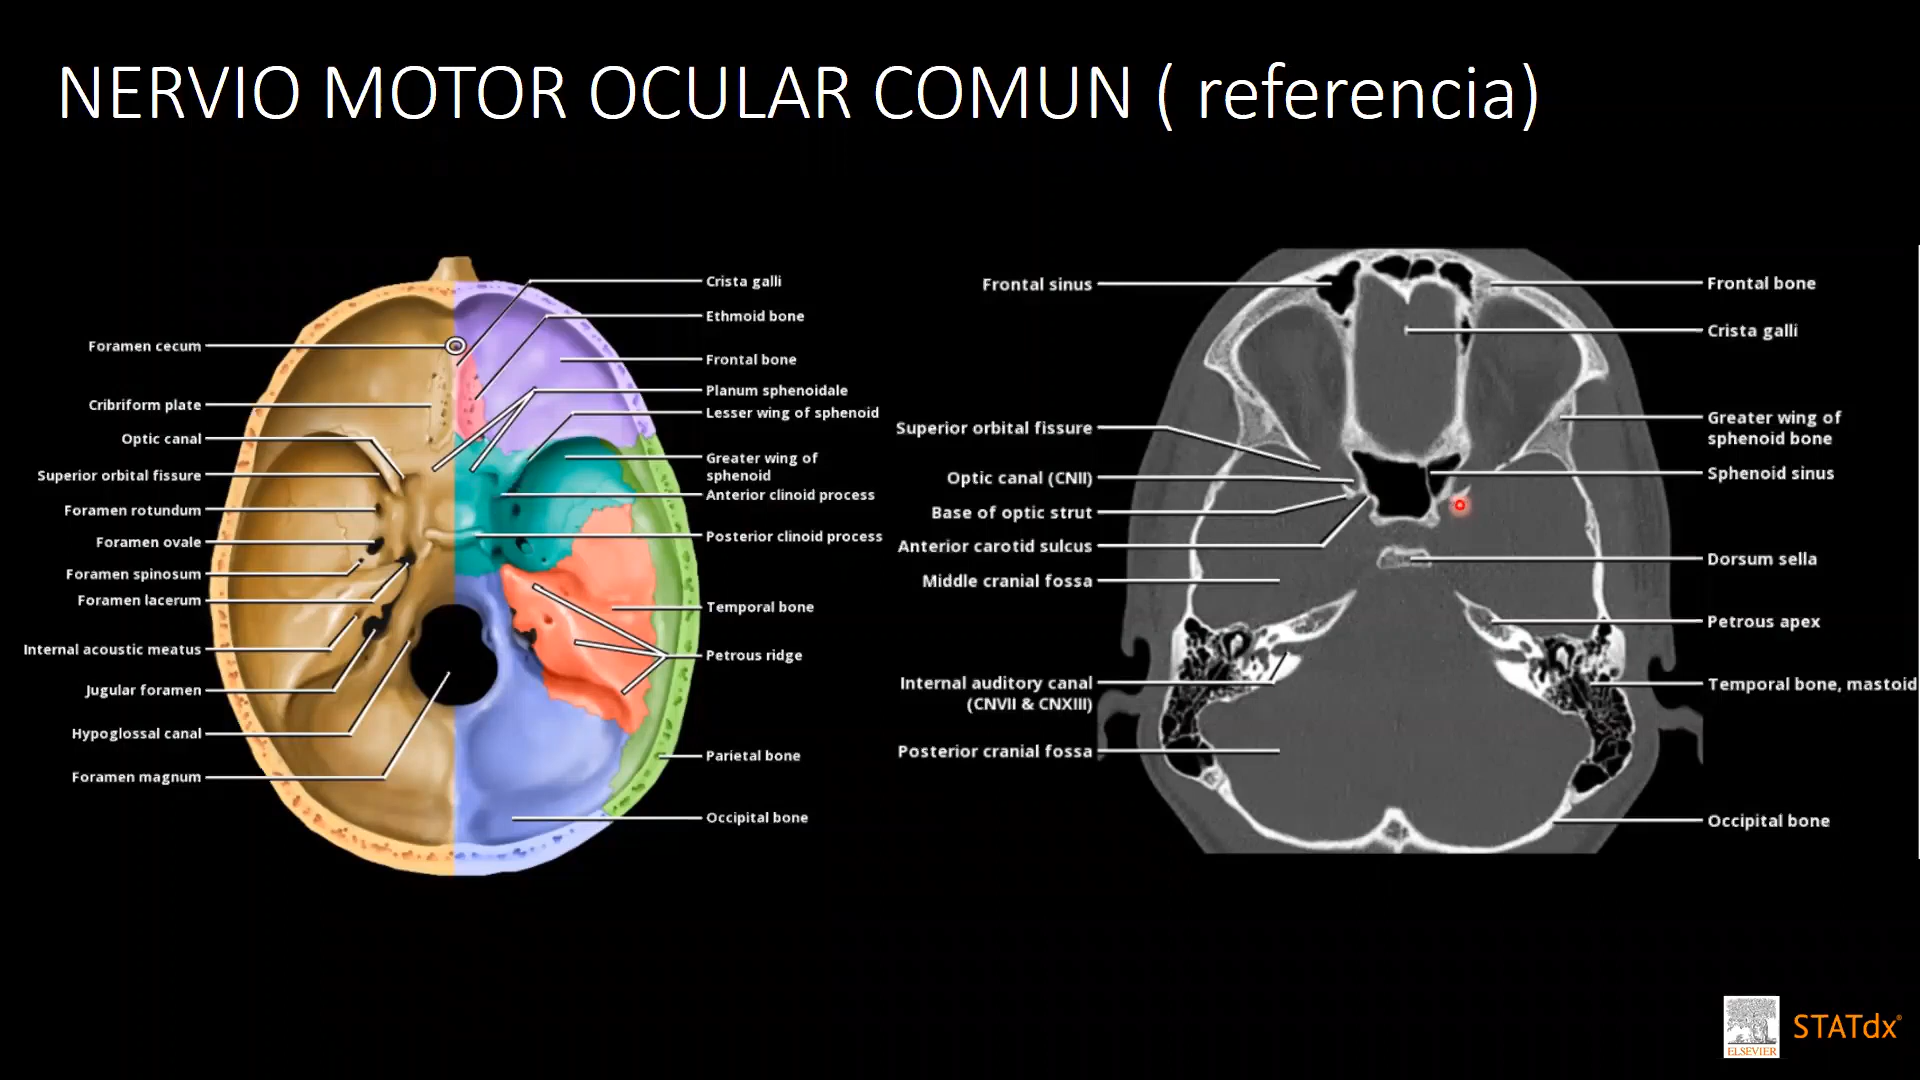 NERVIO MOTOR OCULAR COMUN ( referencia)
Foramen cecum
Cribriform plate
Optic canal
Superior orbital fissure
Foramen rotundum
Foramen ovale
Foramen spinosum
Foramen lacerum
Internal acoustic meatus
Jugular foramen
Hypoglossal canal
Foramen magnum
Crista galli
Ethmoid bone
Frontal bone
Planum sphenoidale
Lesser wing of sphenoid
Greater wing of
sphenoid
Anterior clinoid process
Posterior clinoid process
Temporal bone
Petrous ridge
Parietal bone
Occipital bone
Frontal sinus
Superior orbital fissure
Optic canal (CNII)
Base of optic strut
Anterior carotid sulcus
Middle cranial fossa
Internal auditory canal
(CNVII & CNXIII)
Posterior cranial fossa
Frontal bone
Crista galli
Greater wing of
sphenoid bone
Sphenoid sinus
Dorsum sella
Petrous apex
Temporal bone, mastoid
Occipital bone
ELSEVIER
STATdx®